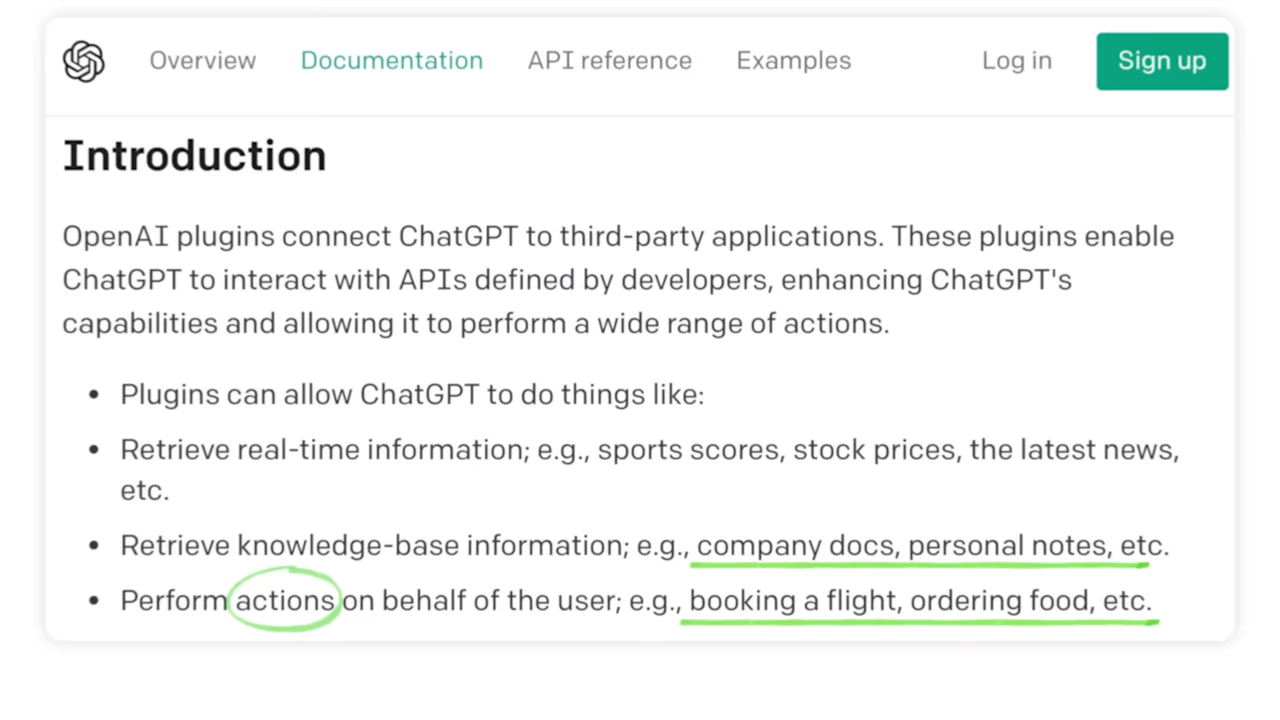 Overview Documentation API reference Examples Log in Sign up
Introduction
OpenAI plugins connect ChatGPT to third-party applications. These plugins enable
ChatGPT to interact with APIs defined by developers, enhancing ChatGPT's
capabilities and allowing it to perform a wide range of actions.
• Plugins can allow ChatGPT to do things like:
• Retrieve real-time information; e.g., sports scores, stock prices, the latest news,
etc.
• Retrieve knowledge-base information; e.g., company docs, personal notes, etc.
• Perform actions on behalf of the user; e.g., booking a flight, ordering food, etc.